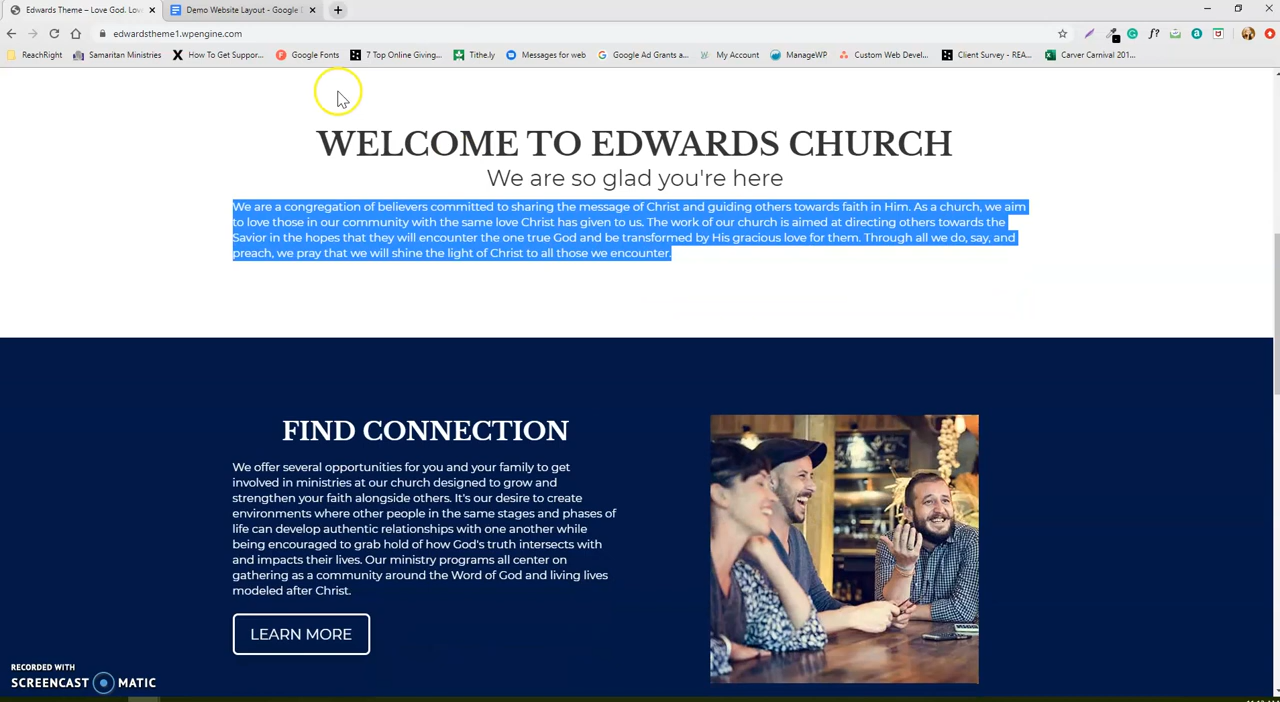 Edwards Theme – Love God. Lov
Demo Website Layout - Google D
edwardstheme1.wpengine.com
ReachRight
Samaritan Ministries
How To Get Suppor...
Google Fonts
7 Top Online Giving...
Tithe.ly
Messages for web
Google Ad Grants a...
My Account
ManageWP
Custom Web Devel...
Client Survey - REA...
Carver Carnival 201...
WELCOME TO EDWARDS CHURCH
We are so glad you're here
We are a congregation of believers committed to sharing the message of Christ and guiding others towards faith in Him. As a church, we aim
to love those in our community with the same love Christ has given to us. The work of our church is aimed at directing others towards the
Savior in the hopes that they will encounter the one true God and be transformed by His gracious love for them. Through all we do, say, and
preach, we pray that we will shine the light of Christ to all those we encounter.
FIND CONNECTION
We offer several opportunities for you and your family to get
involved in ministries at our church designed to grow and
strengthen your faith alongside others. It's our desire to create
environments where other people in the same stages and phases of
life can develop authentic relationships with one another while
being encouraged to grab hold of how God's truth intersects with
and impacts their lives. Our ministry programs all center on
gathering as a community around the Word of God and living lives
modeled after Christ.
LEARN MORE
RECORDED WITH
SCREENCAST MATIC